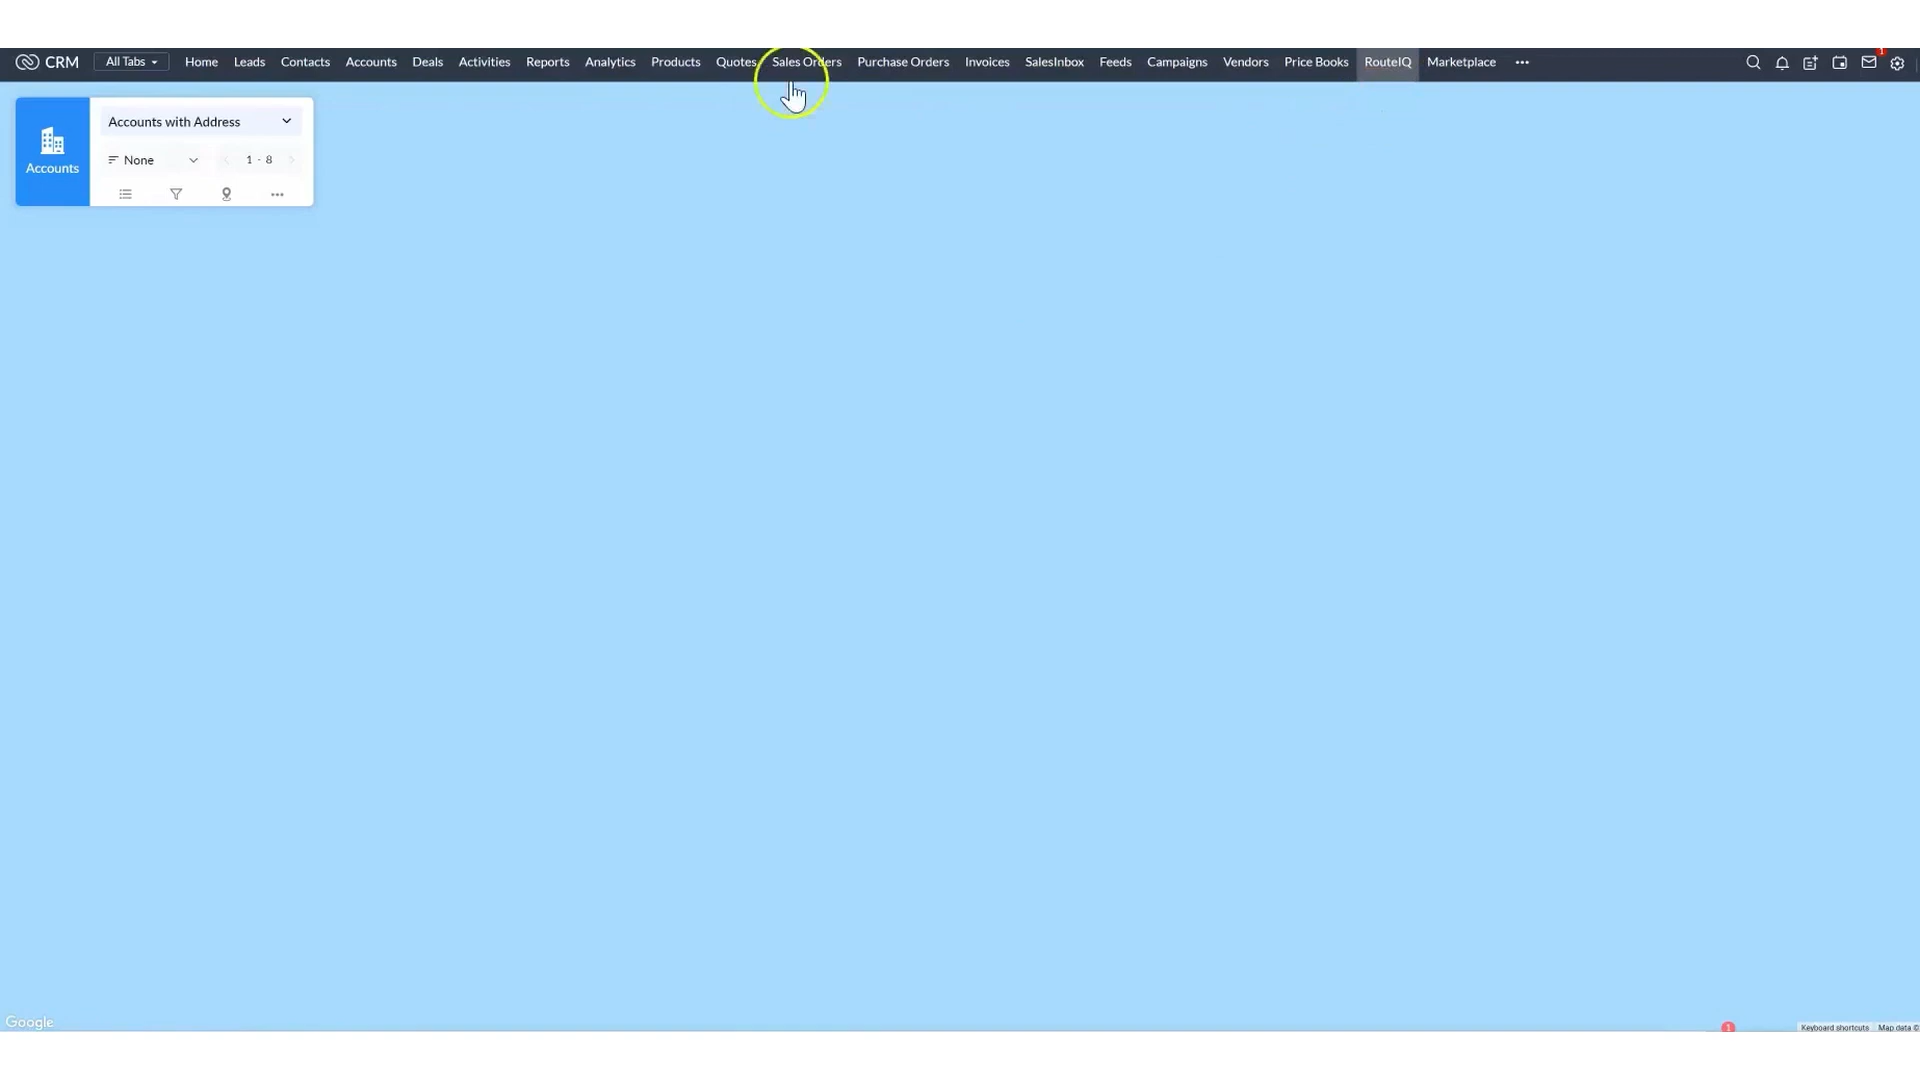 CRM All Tabs Home Leads Contacts Accounts Deals Activities Reports Analytics Products Quotes Sales Orders Purchase Orders Invoices SalesInbox Feeds Campaigns Vendors Price Books RouteIQ Marketplace ••• 1
Accounts with Address
Accounts
None 1 - 8
Google
1 Keyboard shortcuts Map data ©